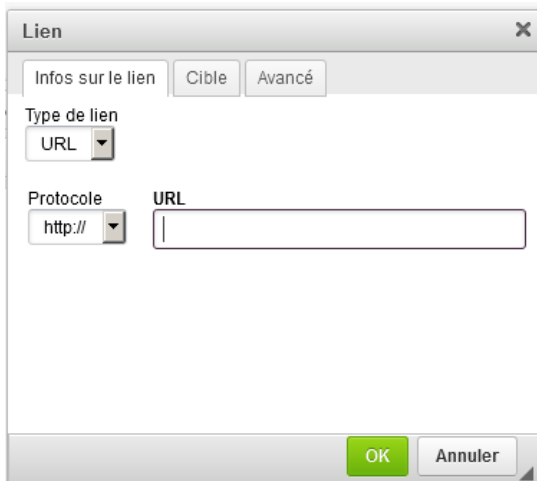 Lien
Infos sur le lien Cible Avancé
Type de lien
URL
Protocole URL
http://
OK Annuler